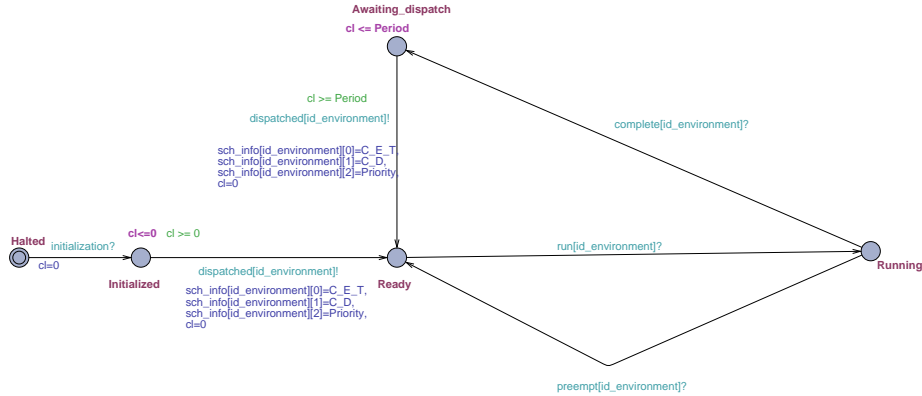 Awaiting_dispatch
cl <= Period
cl >= Period
dispatched[id_environment]!
complete[id_environment]?
sch_info[id_environment][0]=C_E_T,
sch_info[id_environment][1]=C_D,
sch_info[id_environment][2]=Priority,
cl=0
Halted
initialization?
cl=0
cl<=0
cl >= 0
Initialized
dispatched[id_environment]!
sch_info[id_environment][0]=C_E_T,
sch_info[id_environment][1]=C_D,
sch_info[id_environment][2]=Priority,
cl=0
Ready
run[id_environment]?
Running
preempt[id_environment]?